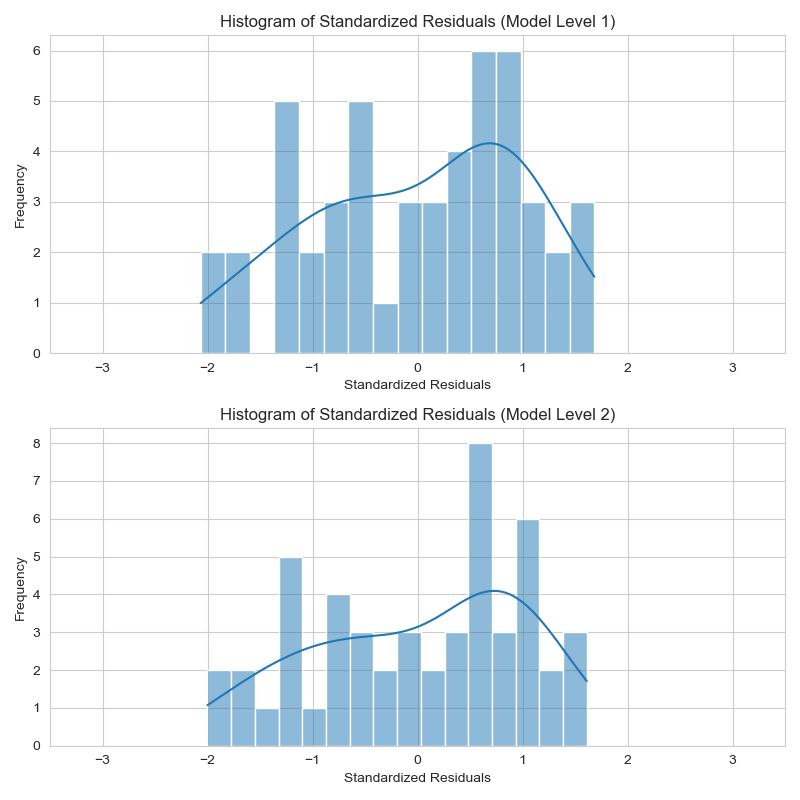 Histogram of Standardized Residuals (Model Level 1)
6
5
4
3
2
1
0
Frequency
−3 −2 −1 0 1 2 3
Standardized Residuals
Histogram of Standardized Residuals (Model Level 2)
8
7
6
5
4
3
2
1
0
Frequency
−3 −2 −1 0 1 2 3
Standardized Residuals